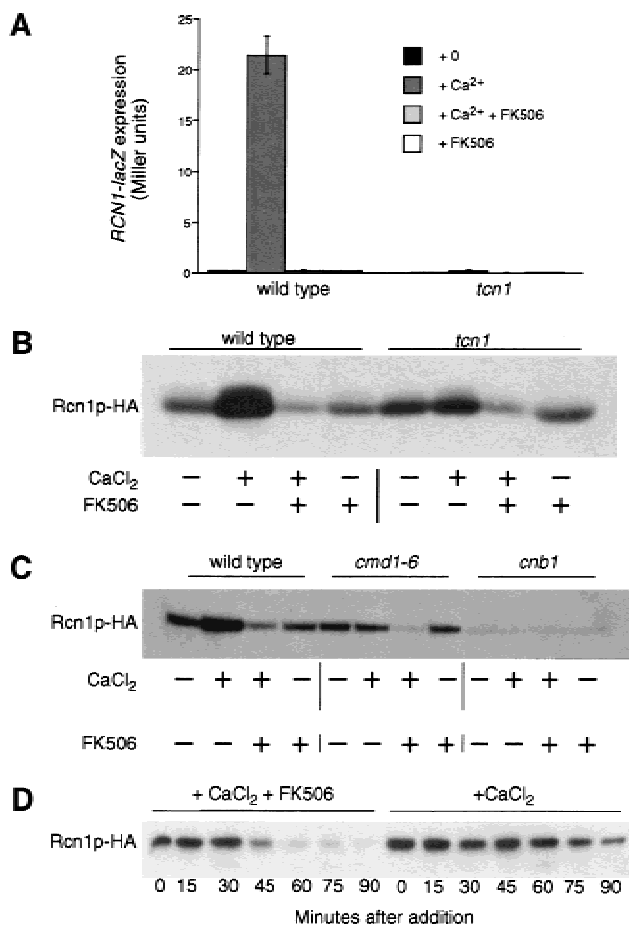 A
RCN1-lacZ expression
(Miller units)
25
20
15
10
5
0
+ 0
+ Ca²⁺
+ Ca²⁺ + FK506
+ FK506
wild type tcn1
B
wild type tcn1
Rcn1p-HA
CaCl₂ − + + − − + + −
FK506 − − + + − − + +
C
wild type cmd1-6 cnb1
Rcn1p-HA
CaCl₂ − + + − − + + − − + + −
FK506 − − + + − − + + − − + +
D
+ CaCl₂ + FK506 +CaCl₂
Rcn1p-HA
0 15 30 45 60 75 90 0 15 30 45 60 75 90
Minutes after addition